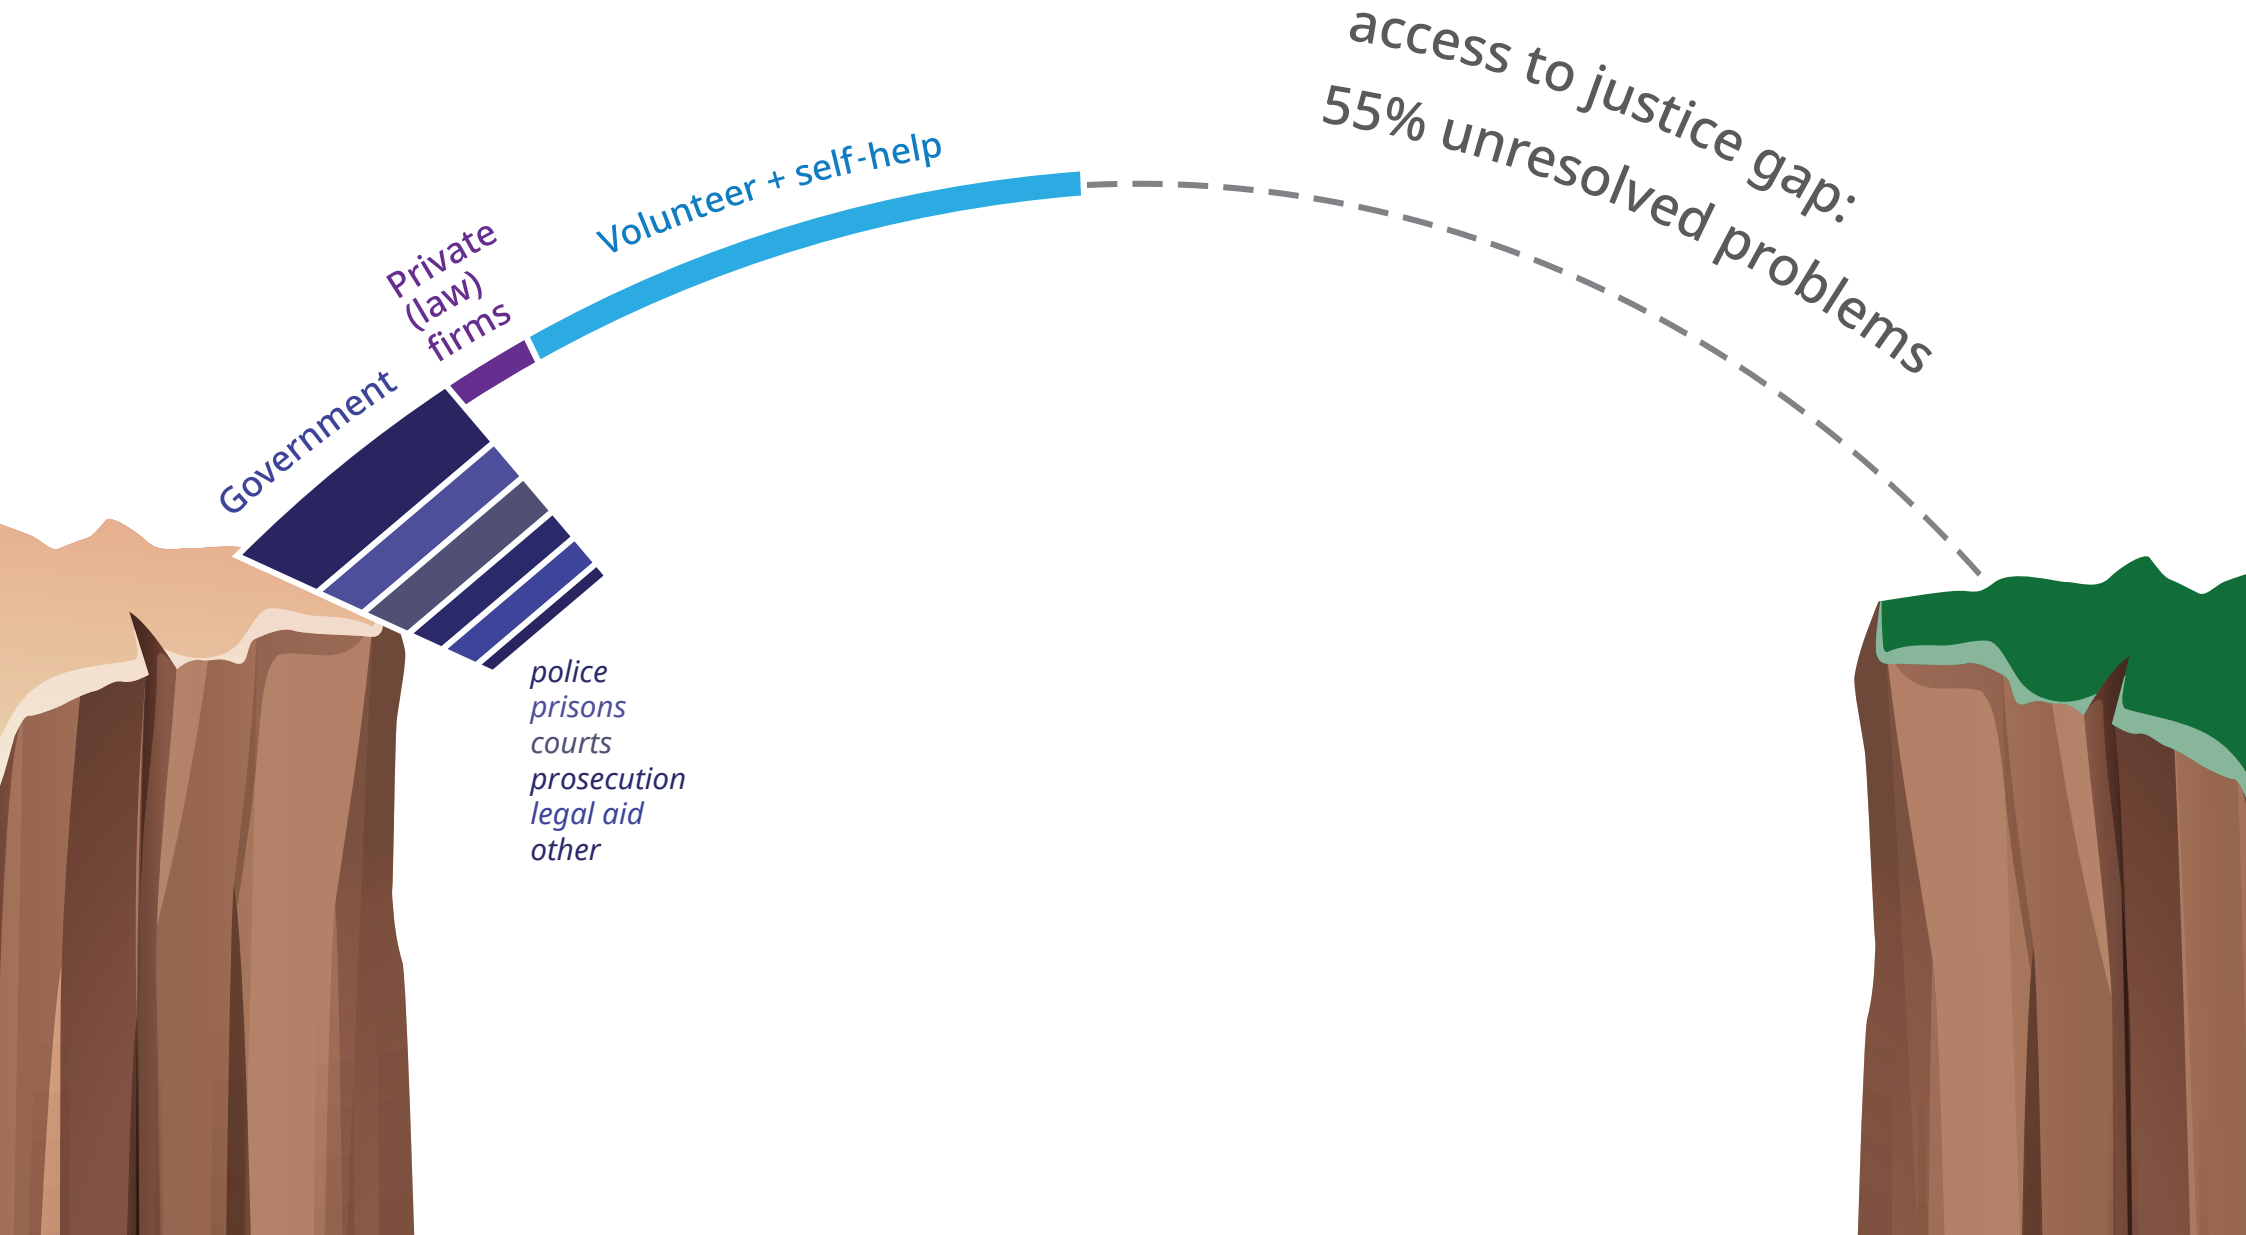 access to justice gap:
55% unresolved problems
Volunteer + self-help
Private
(law)
firms
Government
police
prisons
courts
prosecution
legal aid
other